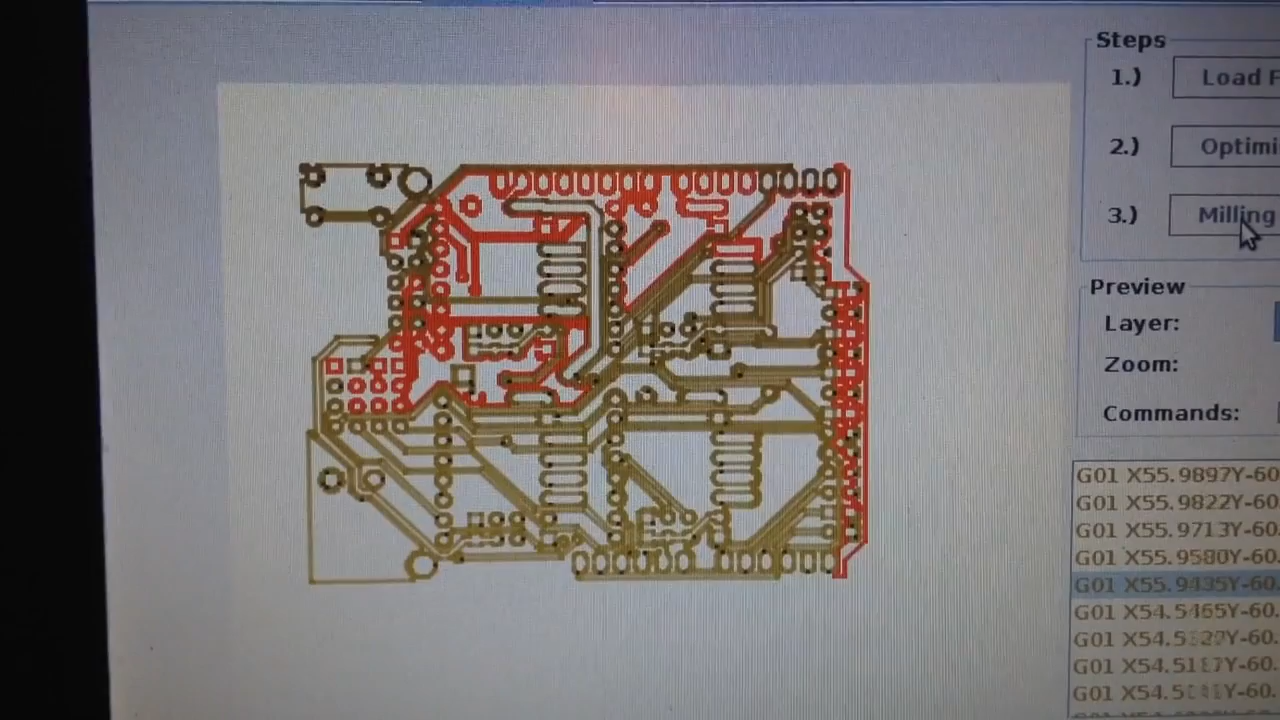 Steps
1.) Load F
2.) Optimi
3.) Milling
Preview
Layer:
Zoom:
Commands:
G01 X55.9897Y-60
G01 X55.9822Y-60.
G01 X55.9713Y-60.
G01 X55.9580Y-60.
G01 X55.9435Y-60.
G01 X54.5465Y-60.